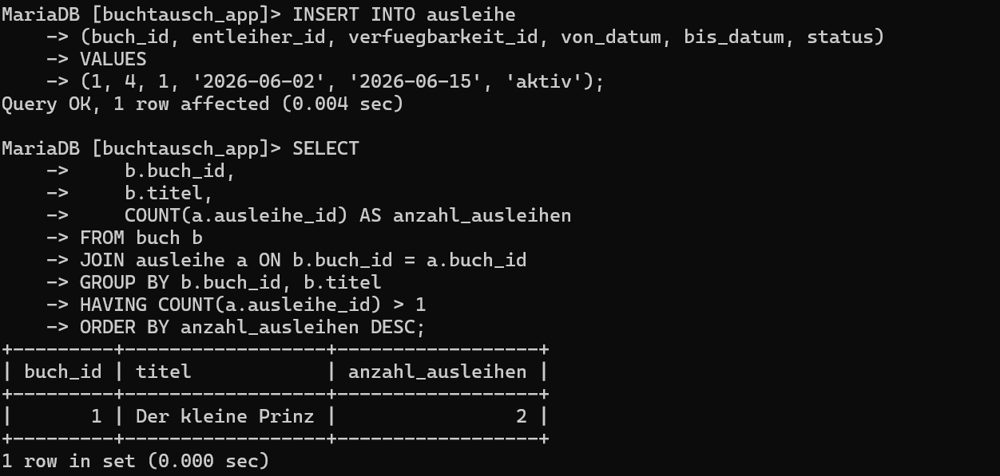 MariaDB [buchtausch_app]> INSERT INTO ausleihe
    -> (buch_id, entleiher_id, verfuegbarkeit_id, von_datum, bis_datum, status)
    -> VALUES
    -> (1, 4, 1, '2026-06-02', '2026-06-15', 'aktiv');
Query OK, 1 row affected (0.004 sec)

MariaDB [buchtausch_app]> SELECT
    ->     b.buch_id,
    ->     b.titel,
    ->     COUNT(a.ausleihe_id) AS anzahl_ausleihen
    -> FROM buch b
    -> JOIN ausleihe a ON b.buch_id = a.buch_id
    -> GROUP BY b.buch_id, b.titel
    -> HAVING COUNT(a.ausleihe_id) > 1
    -> ORDER BY anzahl_ausleihen DESC;
+---------+------------------+------------------+
| buch_id | titel            | anzahl_ausleihen |
+---------+------------------+------------------+
|       1 | Der kleine Prinz |                2 |
+---------+------------------+------------------+
1 row in set (0.000 sec)